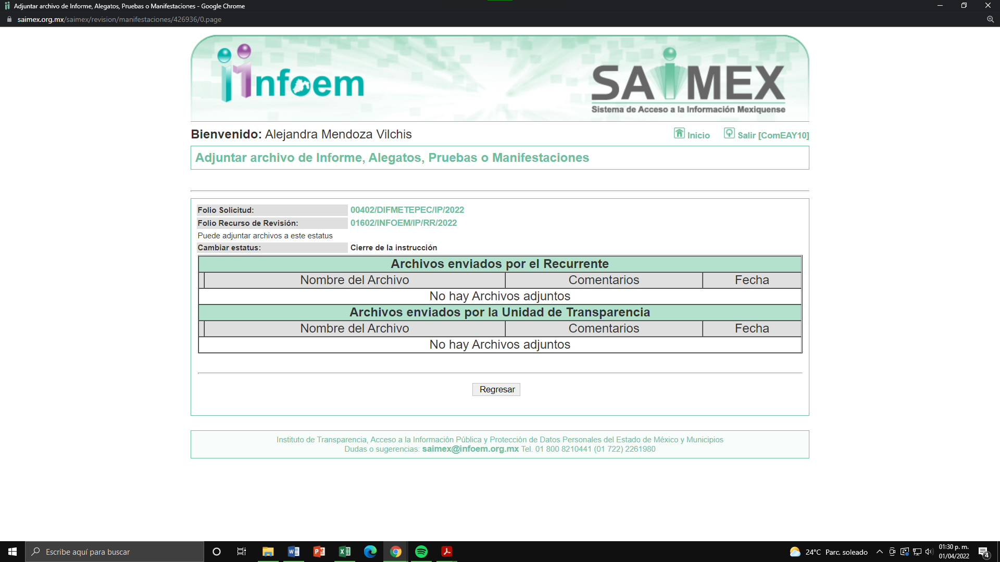 Adjuntar archivo de Informe, Alegatos, Pruebas o Manifestaciones - Google Chrome
saimex.org.mx/saimex/revision/manifestaciones/426936/0.page
infoem
SAIMEX
Sistema de Acceso a la Información Mexiquense
Bienvenido: Alejandra Mendoza Vilchis
Inicio
Salir [ComEAY10]
Adjuntar archivo de Informe, Alegatos, Pruebas o Manifestaciones
Folio Solicitud: 00402/DIFMETEPEC/IP/2022
Folio Recurso de Revisión: 01602/INFOEM/IP/RR/2022
Puede adjuntar archivos a este estatus
Cambiar estatus: Cierre de la instrucción
Archivos enviados por el Recurrente
Nombre del Archivo Comentarios Fecha
No hay Archivos adjuntos
Archivos enviados por la Unidad de Transparencia
Nombre del Archivo Comentarios Fecha
No hay Archivos adjuntos
Regresar
Instituto de Transparencia, Acceso a la Información Pública y Protección de Datos Personales del Estado de México y Municipios
Dudas o sugerencias: saimex@infoem.org.mx Tel. 01 800 8210441 (01 722) 2261980
Escribe aquí para buscar
24°C Parc. soleado
01:30 p. m.
01/04/2022
4